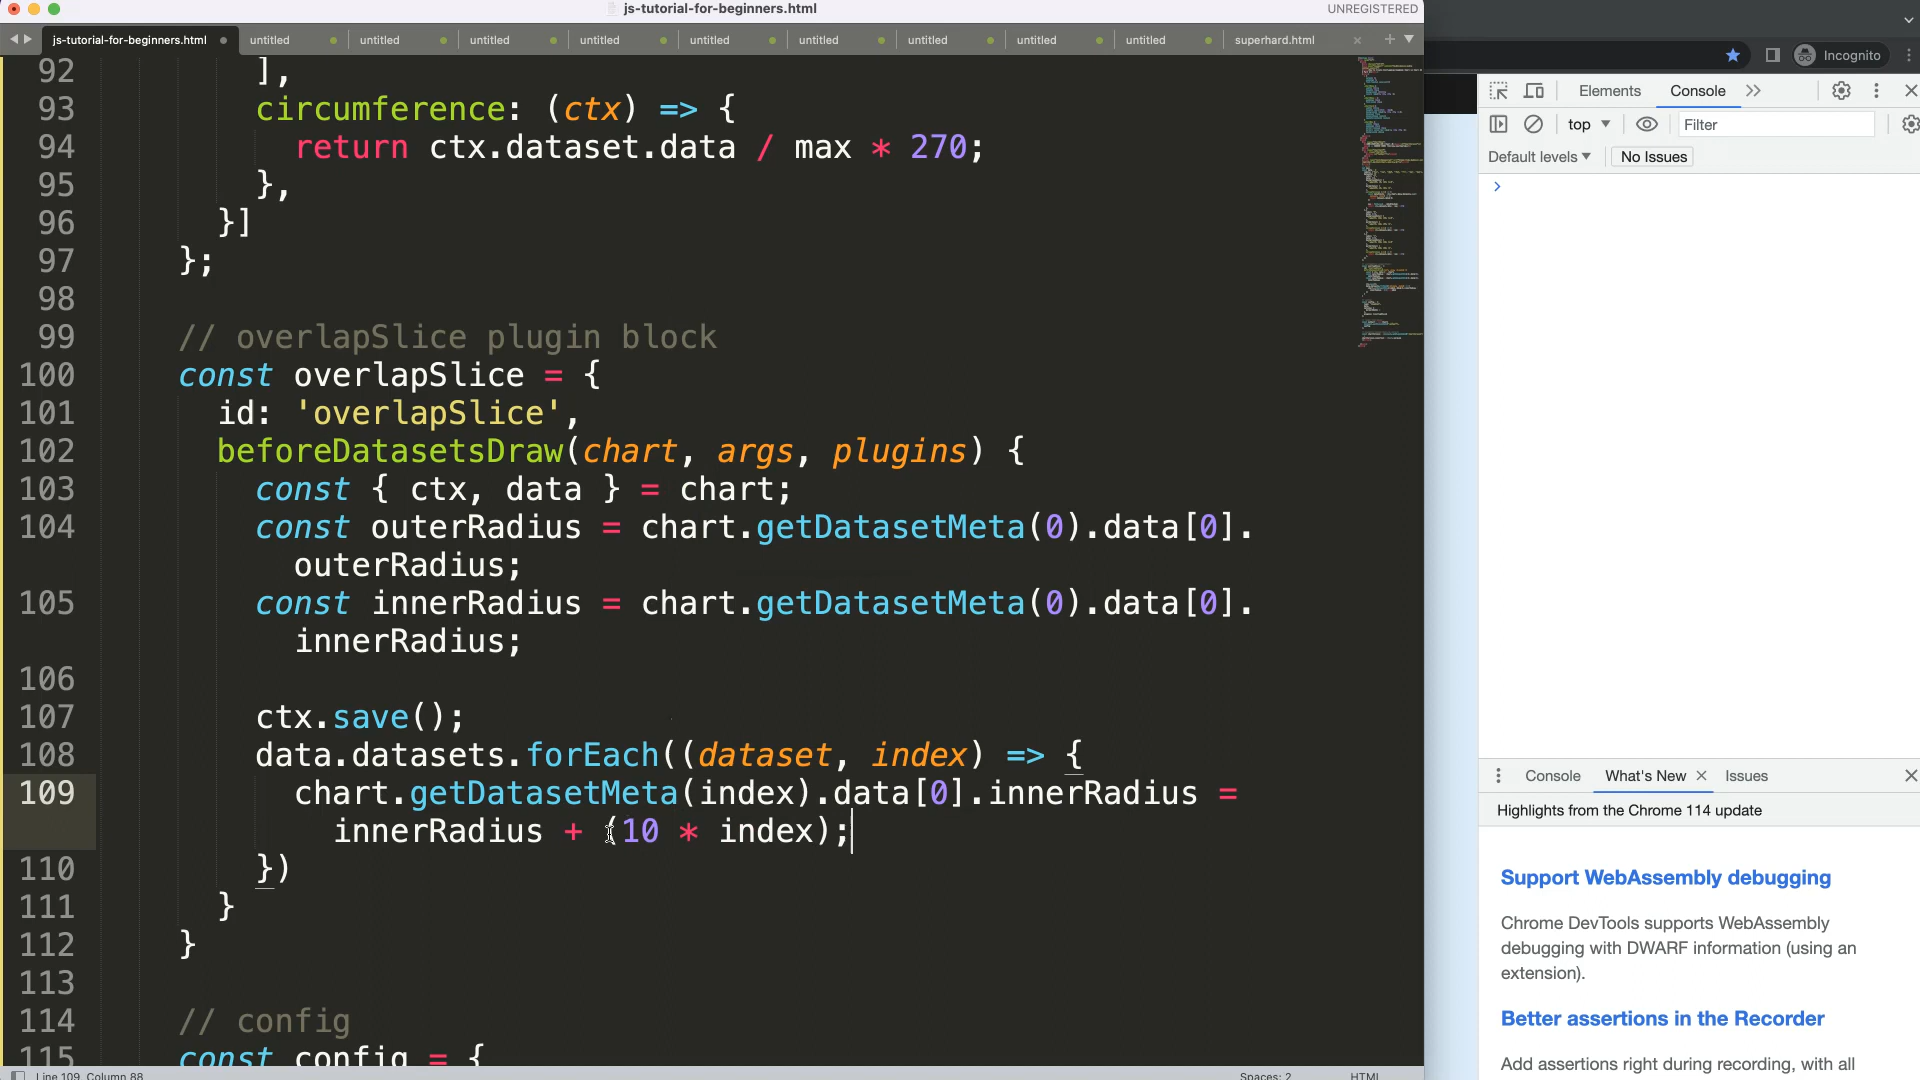 js-tutorial-for-beginners.html
UNREGISTERED
js-tutorial-for-beginners.html untitled untitled untitled untitled untitled untitled untitled untitled untitled superhard.html
92 ],
93 circumference: (ctx) => {
94 return ctx.dataset.data / max * 270;
95 },
96 }]
97 };
98
99 // overlapSlice plugin block
100 const overlapSlice = {
101 id: 'overlapSlice',
102 beforeDatasetsDraw(chart, args, plugins) {
103 const { ctx, data } = chart;
104 const outerRadius = chart.getDatasetMeta(0).data[0].
outerRadius;
105 const innerRadius = chart.getDatasetMeta(0).data[0].
innerRadius;
106
107 ctx.save();
108 data.datasets.forEach((dataset, index) => {
109 chart.getDatasetMeta(index).data[0].innerRadius =
innerRadius + (10 * index);
110 })
111 }
112 }
113
114 // config
115 const config = {
Line 109, Column 88
Spaces: 2
HTML
Incognito
Elements Console
top Filter
Default levels No Issues
Console What's New Issues
Highlights from the Chrome 114 update
Support WebAssembly debugging
Chrome DevTools supports WebAssembly
debugging with DWARF information (using an
extension).
Better assertions in the Recorder
Add assertions right during recording, with all